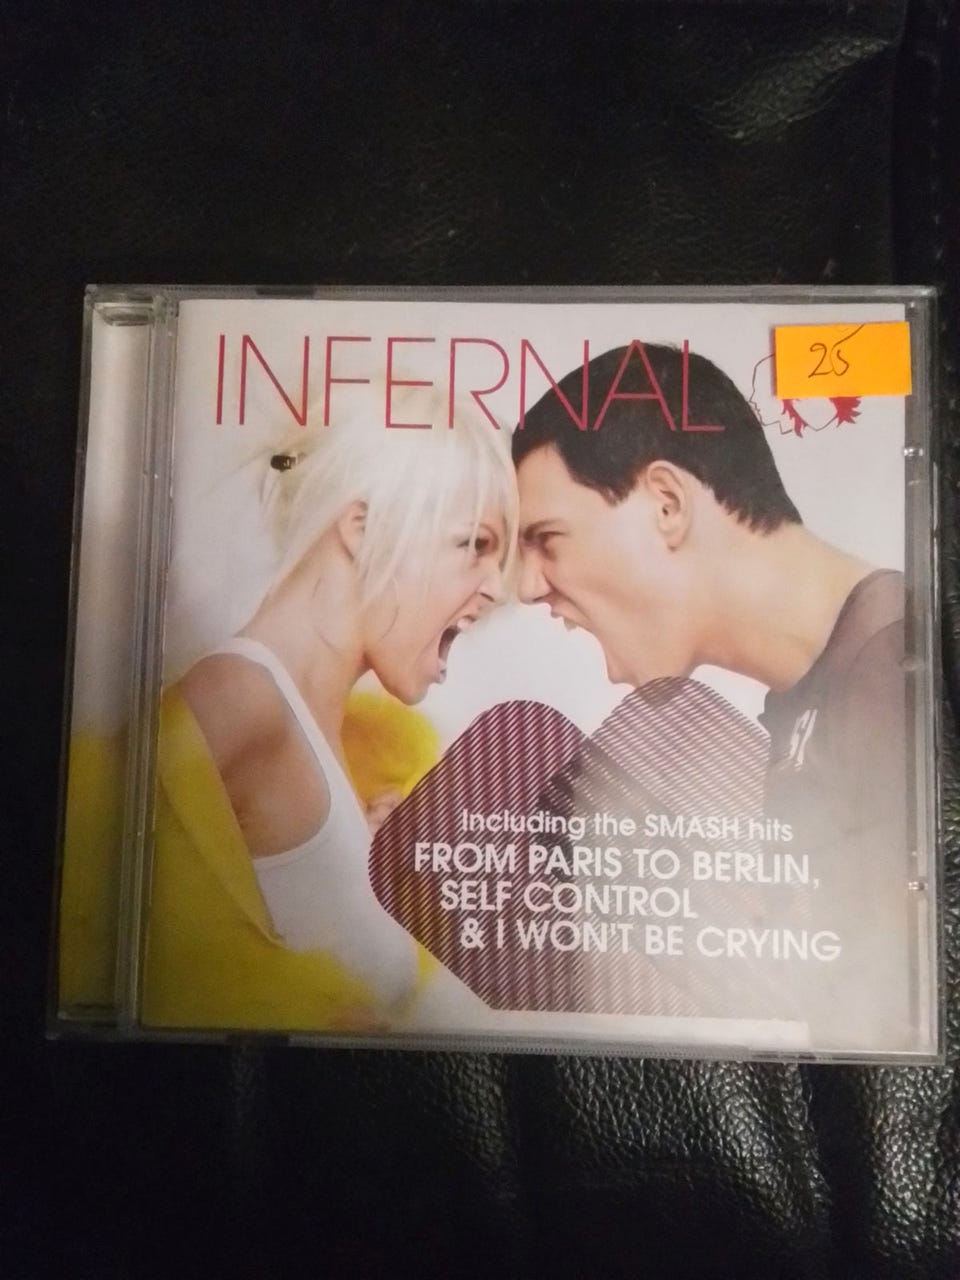 INFERNAL
25
Including the SMASH hits
FROM PARIS TO BERLIN,
SELF CONTROL
& I WON'T BE CRYING